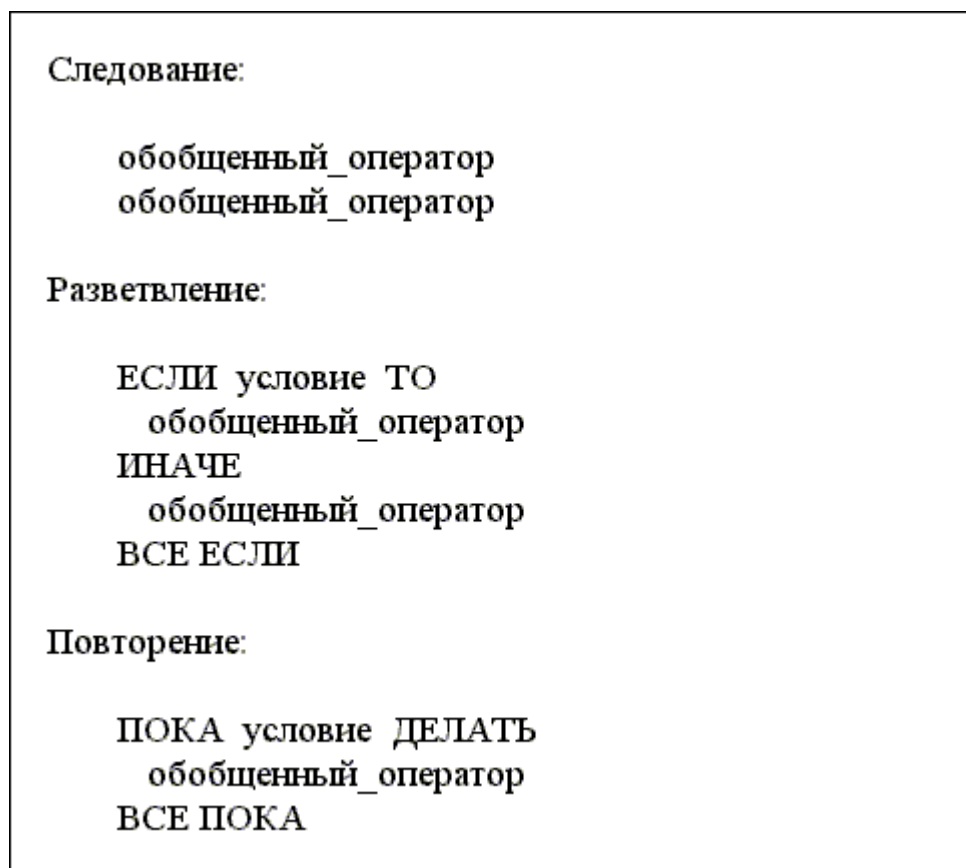 Следование:
обобщенный_оператор
обобщенный_оператор
Разветвление:
ЕСЛИ условие ТО
обобщенный_оператор
ИНАЧЕ
обобщенный_оператор
ВСЕ ЕСЛИ
Повторение:
ПОКА условие ДЕЛАТЬ
обобщенный_оператор
ВСЕ ПОКА